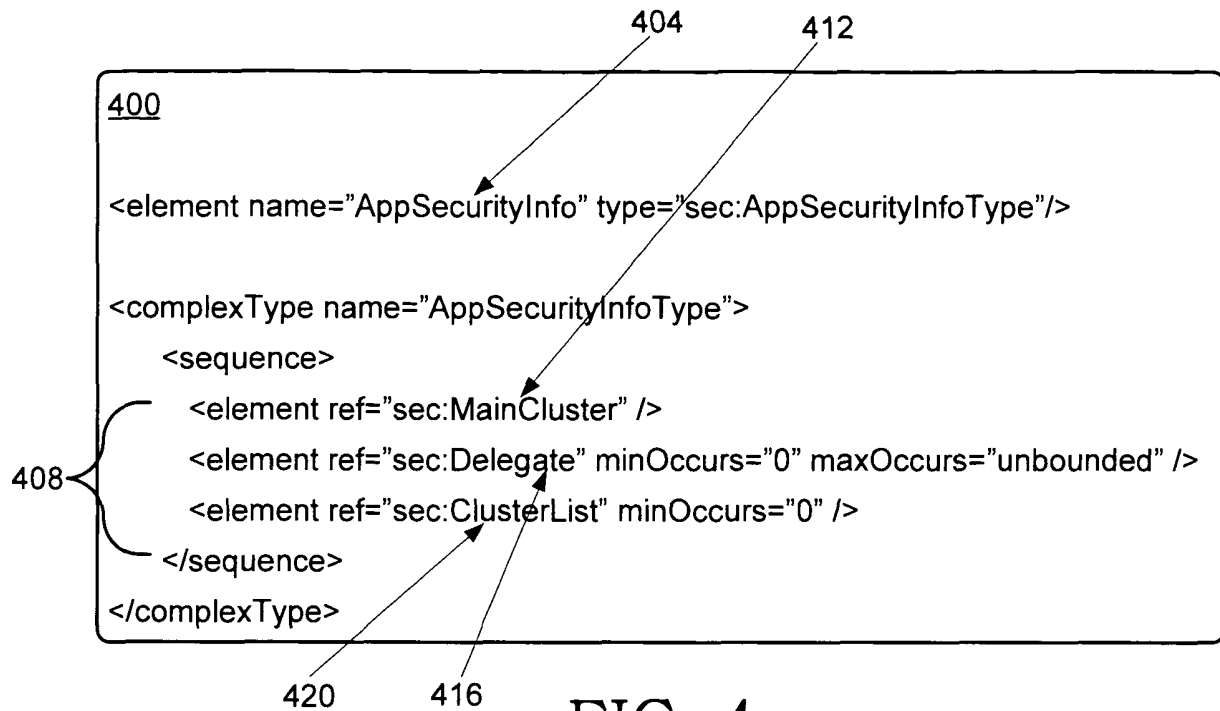 404 412
400
<element name=”AppSecurityInfo” type=”sec:AppSecurityInfoType”/>
<complexType name=”AppSecurityInfoType”>
<sequence>
<element ref=”sec:MainCluster” />
<element ref=”sec:Delegate” minOccurs=”0” maxOccurs=”unbounded” />
408
<element ref=”sec:ClusterList” minOccurs=”0” />
</sequence>
</complexType>
420 416